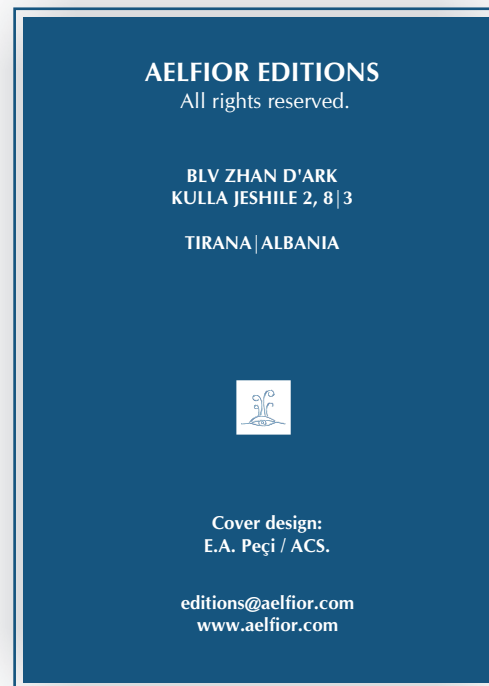 AELFIOR EDITIONS
All rights reserved.
BLV ZHAN D'ARK
KULLA JESHILE 2, 8|3
TIRANA|ALBANIA
Cover design:
E.A. Peçi / ACS.
editions@aelfior.com
www.aelfior.com